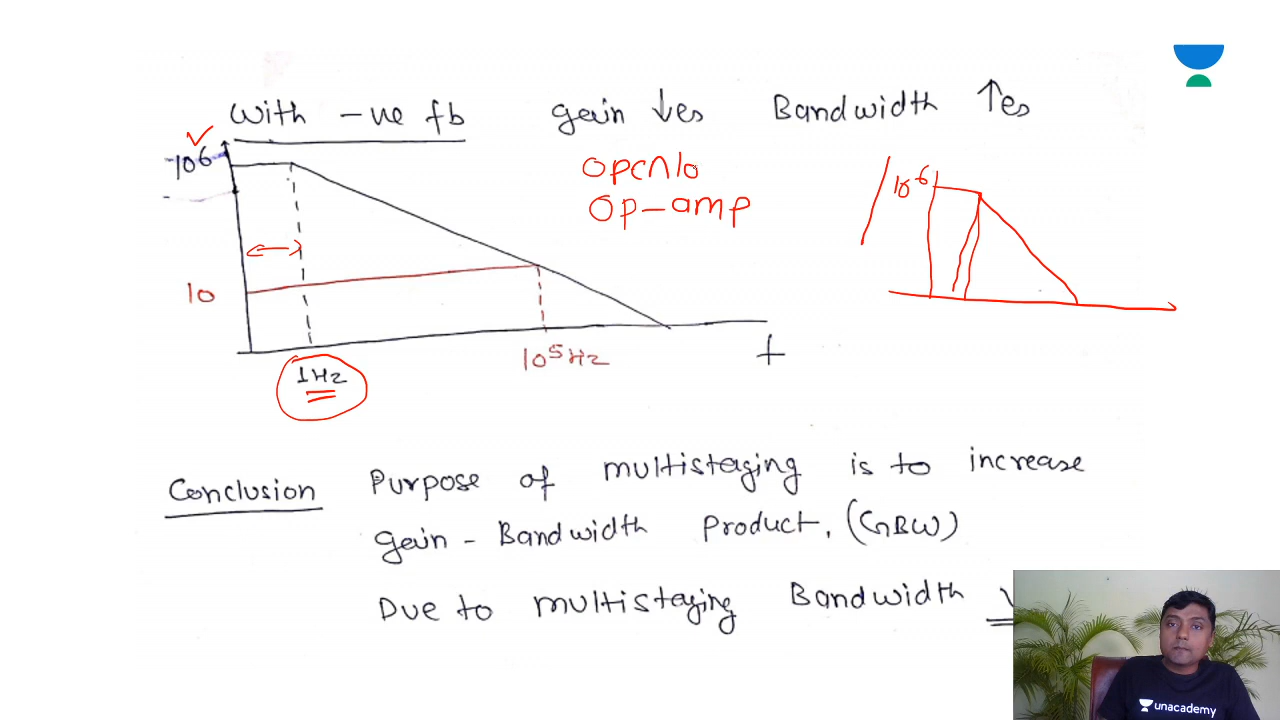 With -ve fb gain ↓es Bandwidth ↑es
10⁶
openlo
op-amp
10⁶
10
1Hz
10⁵Hz
f
Conclusion Purpose of multistaging is to increase
gain - Bandwidth Product. (GBW)
Due to multistaging Bandwidth
unacademy